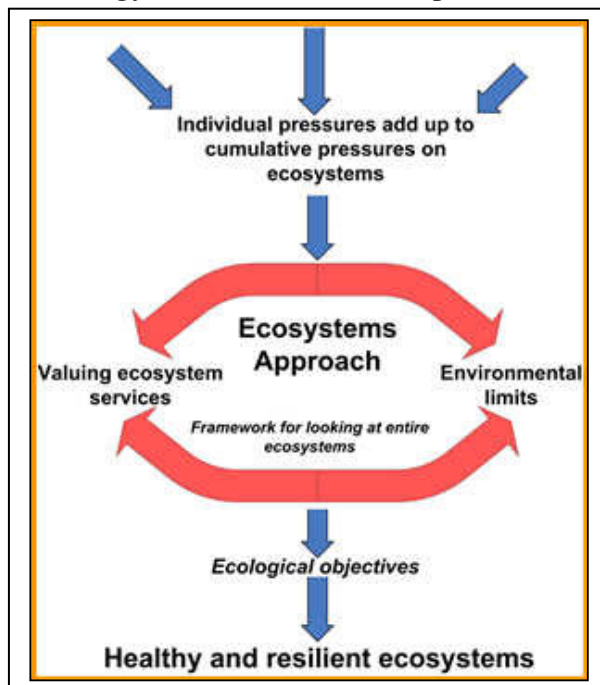 Individual pressures add up to
cumulative pressures on
ecosystems
Ecosystems
Approach
Valuing ecosystem
services
Environmental
limits
Framework for looking at entire
ecosystems
Ecological objectives
Healthy and resilient ecosystems